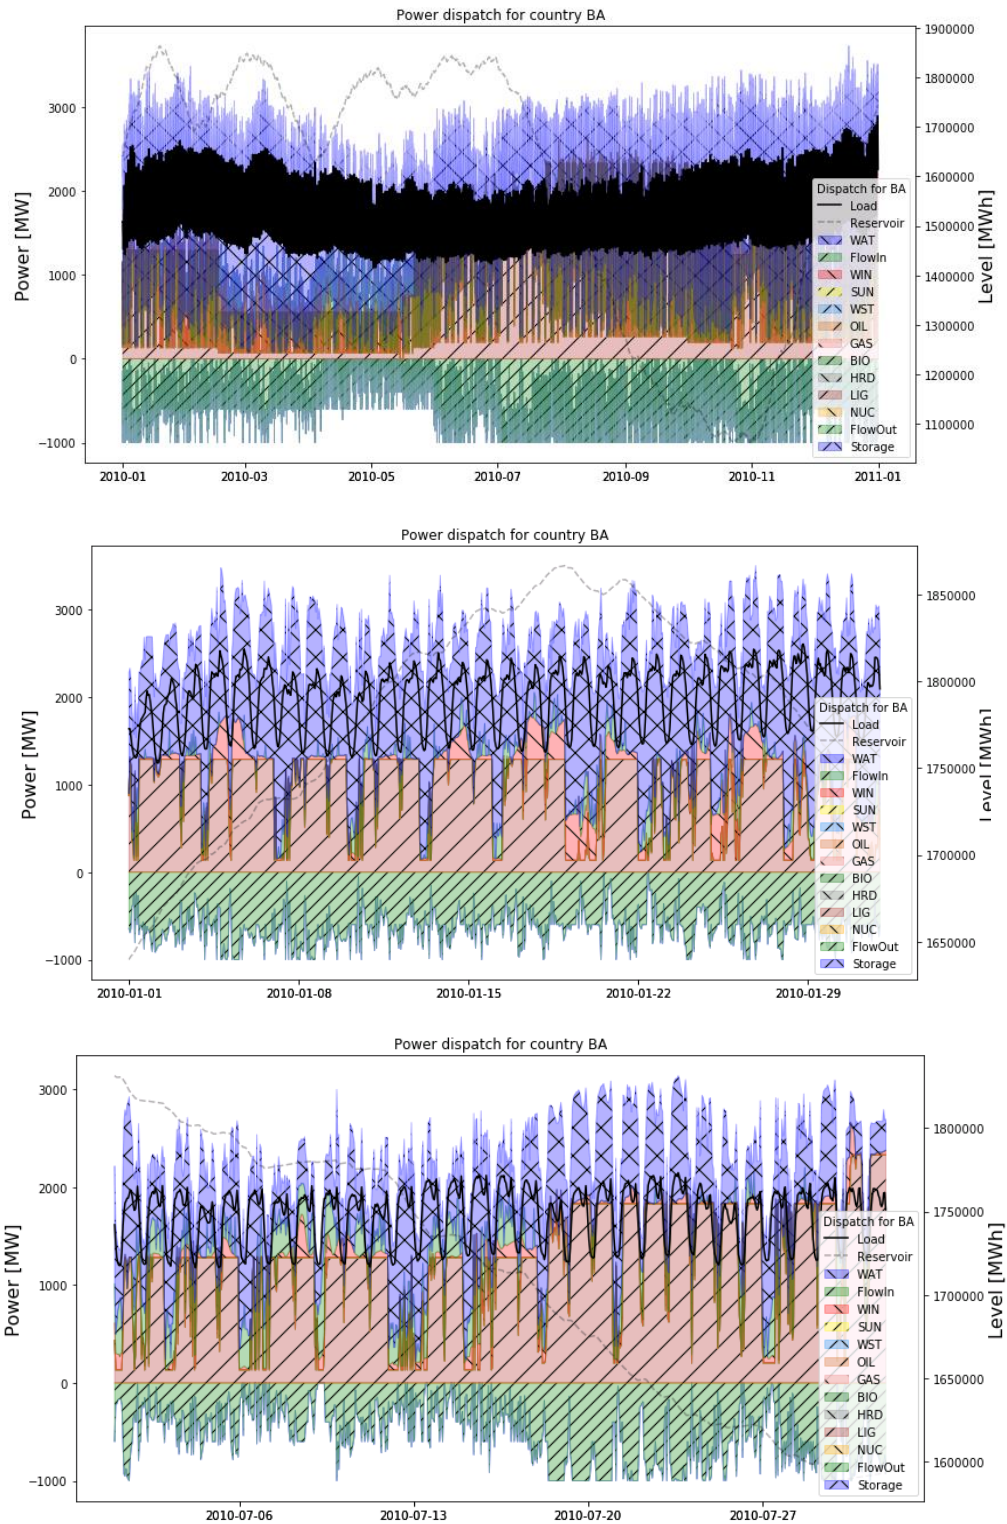 Power dispatch for country BA
Power [MW]
3000
2000
1000
0
−1000
2010-01
2010-03
2010-05
2010-07
2010-09
2010-11
2011-01
1900000
1800000
1700000
1600000
1500000
1400000
1300000
1200000
1100000
Level [MWh]
Dispatch for BA
Load
Reservoir
WAT
FlowIn
WIN
SUN
WST
OIL
GAS
BIO
HRD
LIG
NUC
FlowOut
Storage
Power dispatch for country BA
Power [MW]
3000
2000
1000
0
−1000
2010-01-01
2010-01-08
2010-01-15
2010-01-22
2010-01-29
1850000
1800000
1750000
1700000
1650000
Level [MWh]
Dispatch for BA
Load
Reservoir
WAT
FlowIn
WIN
SUN
WST
OIL
GAS
BIO
HRD
LIG
NUC
FlowOut
Storage
Power dispatch for country BA
Power [MW]
3000
2000
1000
0
−1000
2010-07-06
2010-07-13
2010-07-20
2010-07-27
1800000
1750000
1700000
1650000
1600000
Level [MWh]
Dispatch for BA
Load
Reservoir
WAT
FlowIn
WIN
SUN
WST
OIL
GAS
BIO
HRD
LIG
NUC
FlowOut
Storage